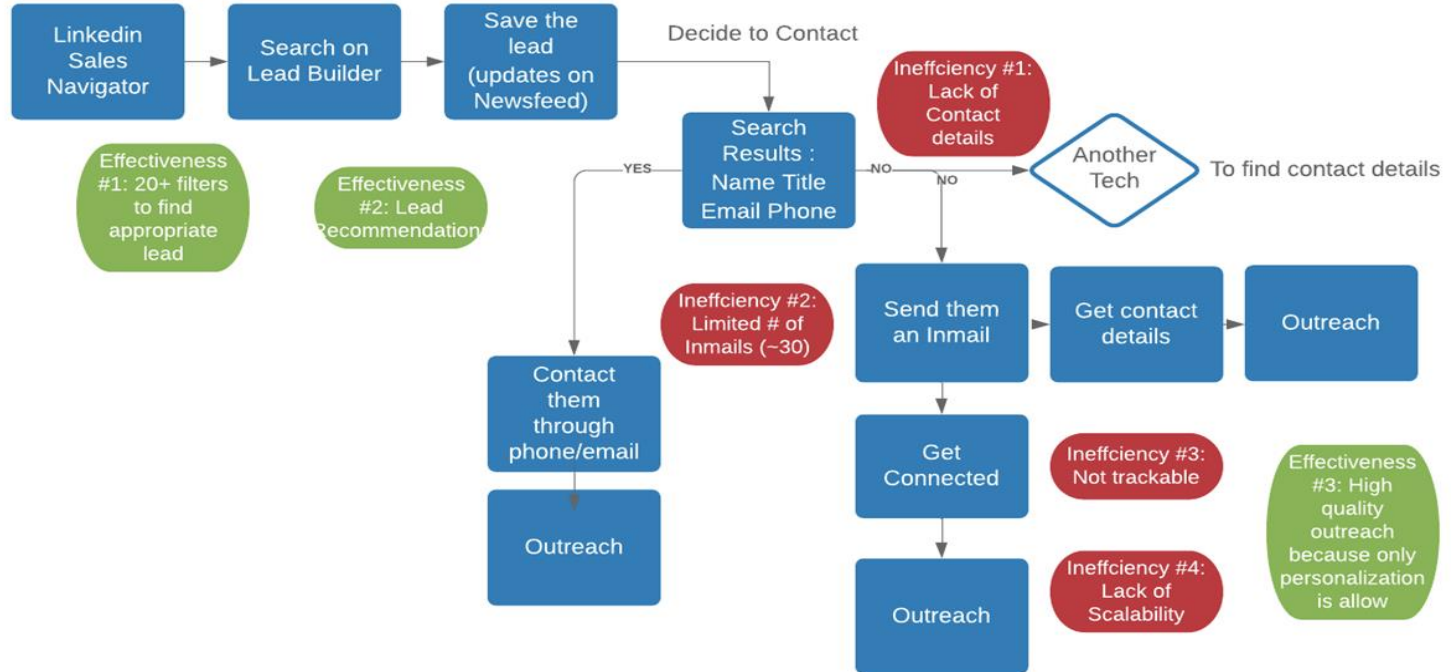 Linkedin
Sales
Navigator
Search on
Lead Builder
Save the
lead
(updates on
Newsfeed)
Decide to Contact
Ineffciency #1:
Lack of
Contact
details
Search
Results :
Name Title
Email Phone
YES
NO
NO
Another
Tech
To find contact details
Effectiveness
#1: 20+ filters
to find
appropriate
lead
Effectiveness
#2: Lead
Recommendation
Ineffciency #2:
Limited # of
Inmails (~30)
Send them
an Inmail
Get contact
details
Outreach
Contact
them
through
phone/email
Outreach
Get
Connected
Ineffciency #3:
Not trackable
Effectiveness
#3: High
quality
outreach
because only
personalization
is allow
Outreach
Ineffciency #4:
Lack of
Scalability